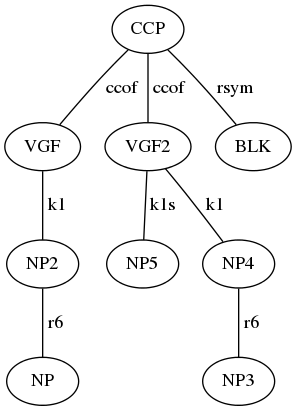 CCP
ccof ccof rsym
VGF VGF2 BLK
k1 k1s k1
NP2 NP5 NP4
r6 r6
NP NP3